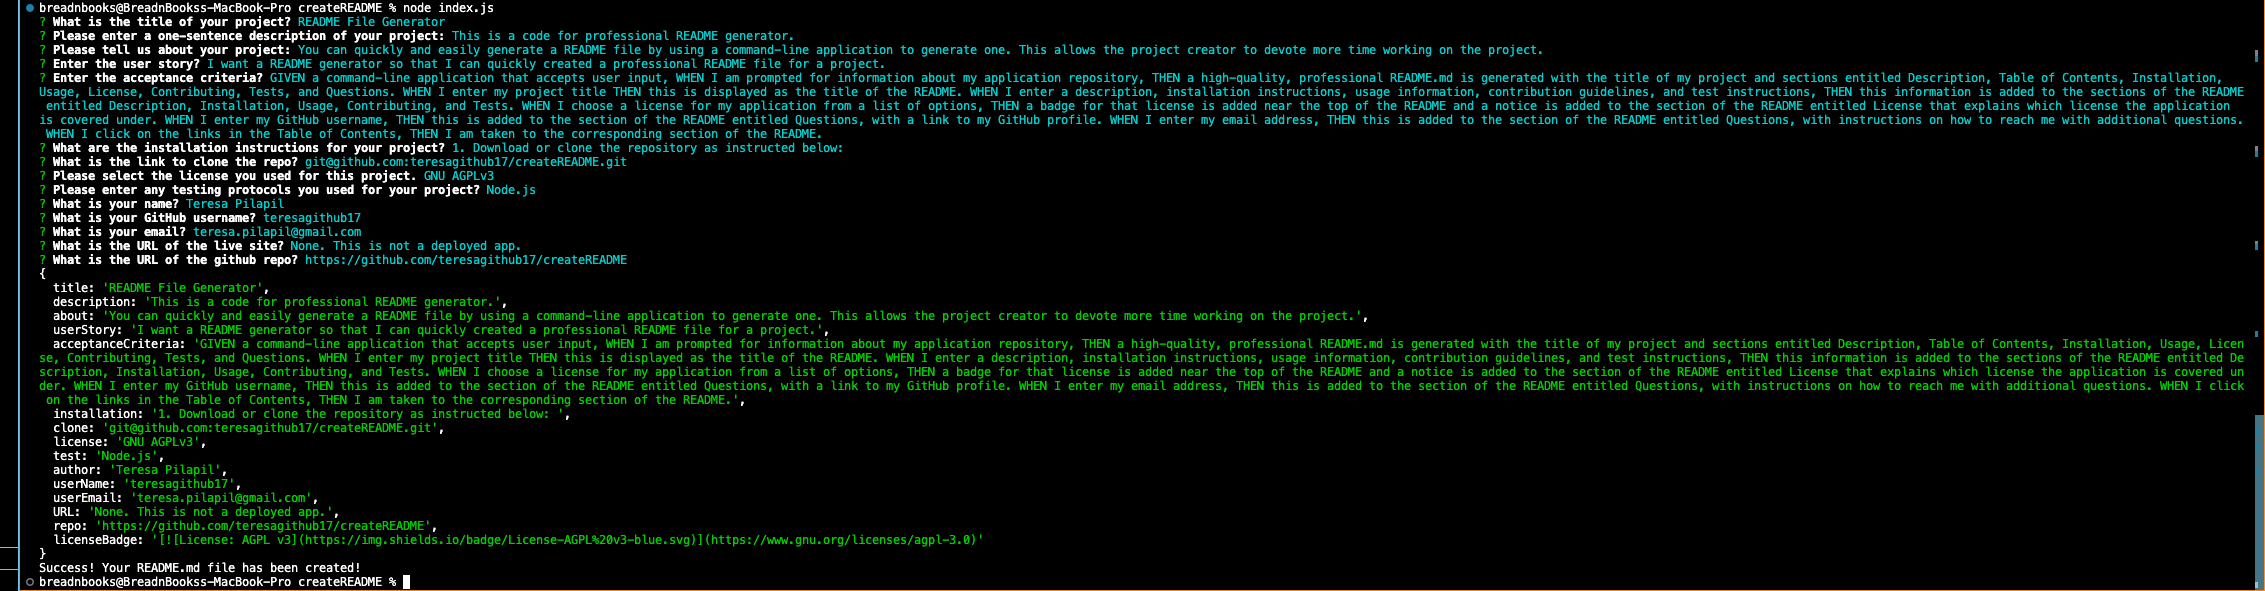 breadnbooks@BreadnBookss-MacBook-Pro createREADME % node index.js
? What is the title of your project? README File Generator
? Please enter a one-sentence description of your project: This is a code for professional README generator.
? Please tell us about your project: You can quickly and easily generate a README file by using a command-line application to generate one. This allows the project creator to devote more time working on the project.
? Enter the user story? I want a README generator so that I can quickly created a professional README file for a project.
? Enter the acceptance criteria? GIVEN a command-line application that accepts user input, WHEN I am prompted for information about my application repository, THEN a high-quality, professional README.md is generated with the title of my project and sections entitled Description, Table of Contents, Installation,
Usage, License, Contributing, Tests, and Questions. WHEN I enter my project title THEN this is displayed as the title of the README. WHEN I enter a description, installation instructions, usage information, contribution guidelines, and test instructions, THEN this information is added to the sections of the README
entitled Description, Installation, Usage, Contributing, and Tests. WHEN I choose a license for my application from a list of options, THEN a badge for that license is added near the top of the README and a notice is added to the section of the README entitled License that explains which license the application
is covered under. WHEN I enter my GitHub username, THEN this is added to the section of the README entitled Questions, with a link to my GitHub profile. WHEN I enter my email address, THEN this is added to the section of the README entitled Questions, with instructions on how to reach me with additional questions.
WHEN I click on the links in the Table of Contents, THEN I am taken to the corresponding section of the README.
? What are the installation instructions for your project? 1. Download or clone the repository as instructed below:
? What is the link to clone the repo? git@github.com:teresagithub17/createREADME.git
? Please select the license you used for this project. GNU AGPLv3
? Please enter any testing protocols you used for your project? Node.js
? What is your name? Teresa Pilapil
? What is your GitHub username? teresagithub17
? What is your email? teresa.pilapil@gmail.com
? What is the URL of the live site? None. This is not a deployed app.
? What is the URL of the github repo? https://github.com/teresagithub17/createREADME
{
title: 'README File Generator',
description: 'This is a code for professional README generator.',
about: 'You can quickly and easily generate a README file by using a command-line application to generate one. This allows the project creator to devote more time working on the project.',
userStory: 'I want a README generator so that I can quickly created a professional README file for a project.',
acceptanceCriteria: 'GIVEN a command-line application that accepts user input, WHEN I am prompted for information about my application repository, THEN a high-quality, professional README.md is generated with the title of my project and sections entitled Description, Table of Contents, Installation, Usage, Licen
se, Contributing, Tests, and Questions. WHEN I enter my project title THEN this is displayed as the title of the README. WHEN I enter a description, installation instructions, usage information, contribution guidelines, and test instructions, THEN this information is added to the sections of the README entitled De
scription, Installation, Usage, Contributing, and Tests. WHEN I choose a license for my application from a list of options, THEN a badge for that license is added near the top of the README and a notice is added to the section of the README entitled License that explains which license the application is covered un
der. WHEN I enter my GitHub username, THEN this is added to the section of the README entitled Questions, with a link to my GitHub profile. WHEN I enter my email address, THEN this is added to the section of the README entitled Questions, with instructions on how to reach me with additional questions. WHEN I click
on the links in the Table of Contents, THEN I am taken to the corresponding section of the README.',
installation: '1. Download or clone the repository as instructed below: ',
clone: 'git@github.com:teresagithub17/createREADME.git',
license: 'GNU AGPLv3',
test: 'Node.js',
author: 'Teresa Pilapil',
userName: 'teresagithub17',
userEmail: 'teresa.pilapil@gmail.com',
URL: 'None. This is not a deployed app.',
repo: 'https://github.com/teresagithub17/createREADME',
licenseBadge: '[![License: AGPL v3](https://img.shields.io/badge/License-AGPL%20v3-blue.svg)](https://www.gnu.org/licenses/agpl-3.0)'
}
Success! Your README.md file has been created!
breadnbooks@BreadnBookss-MacBook-Pro createREADME %